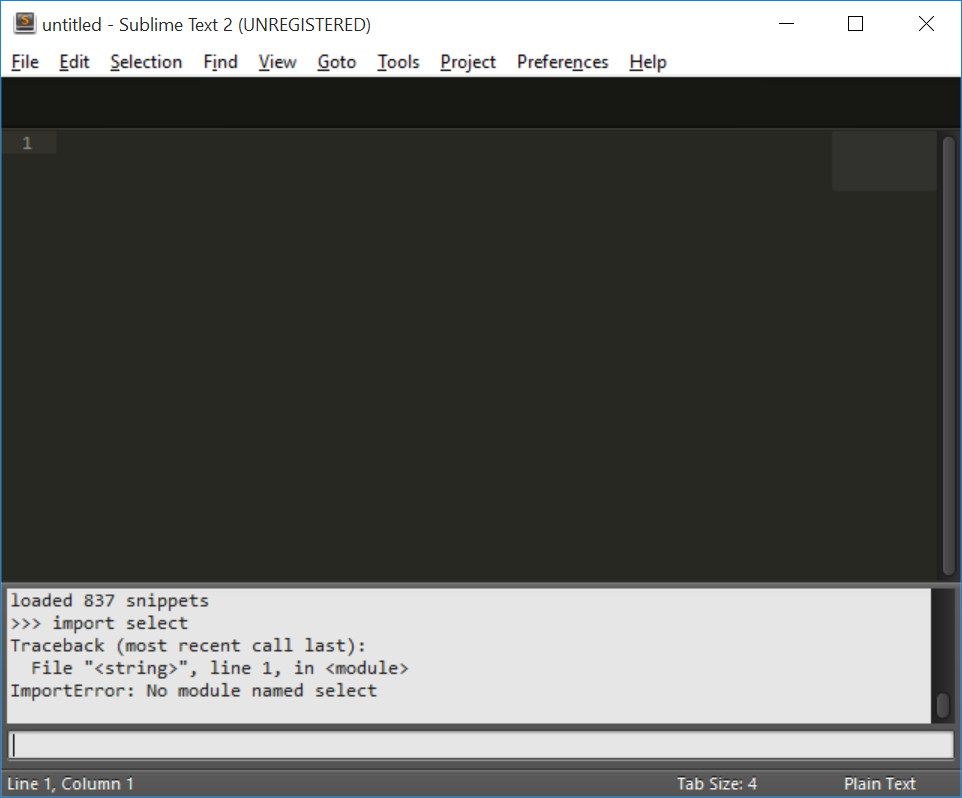 untitled - Sublime Text 2 (UNREGISTERED)
File Edit Selection Find View Goto Tools Project Preferences Help
1
loaded 837 snippets
>>> import select
Traceback (most recent call last):
  File "<string>", line 1, in <module>
ImportError: No module named select
Line 1, Column 1 Tab Size: 4 Plain Text